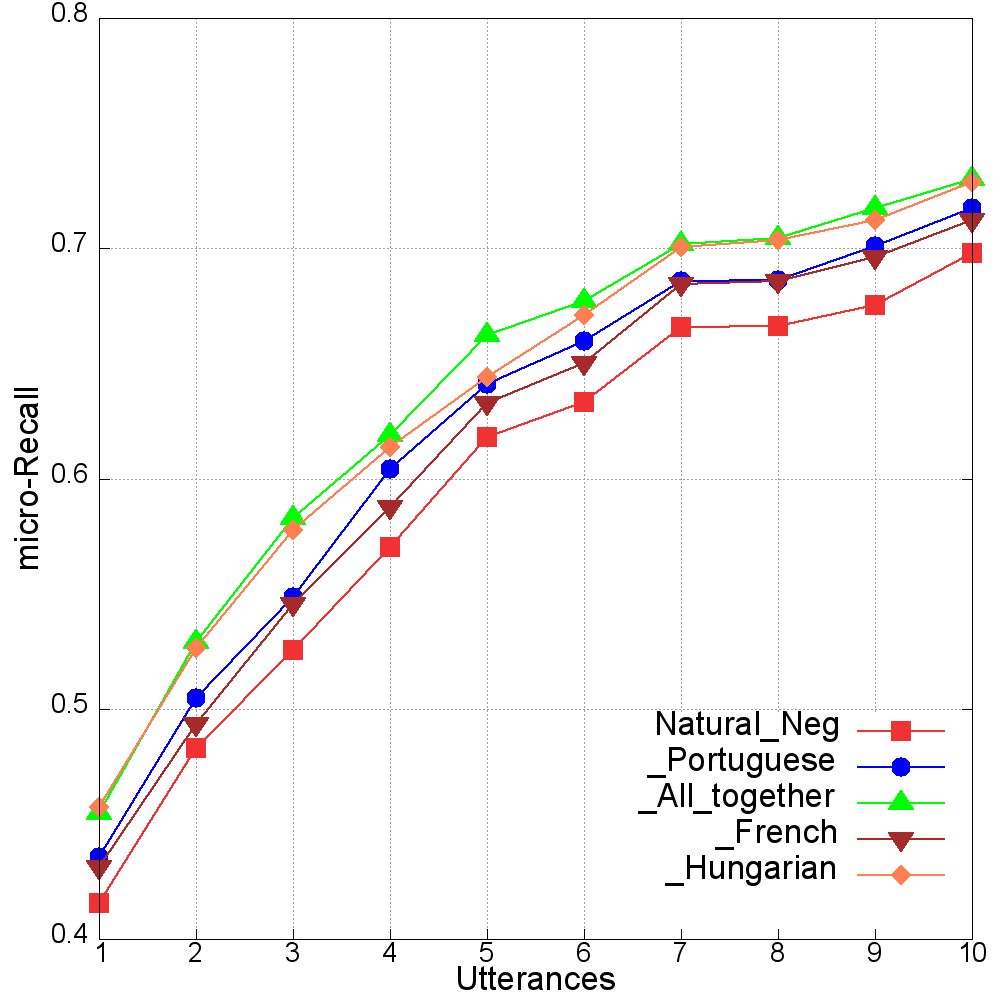 0.8
0.7
0.6
0.5
0.4
micro-Recall
Natural_Neg
_Portuguese
_All_together
_French
_Hungarian
1 2 3 4 5 6 7 8 9 10
Utterances